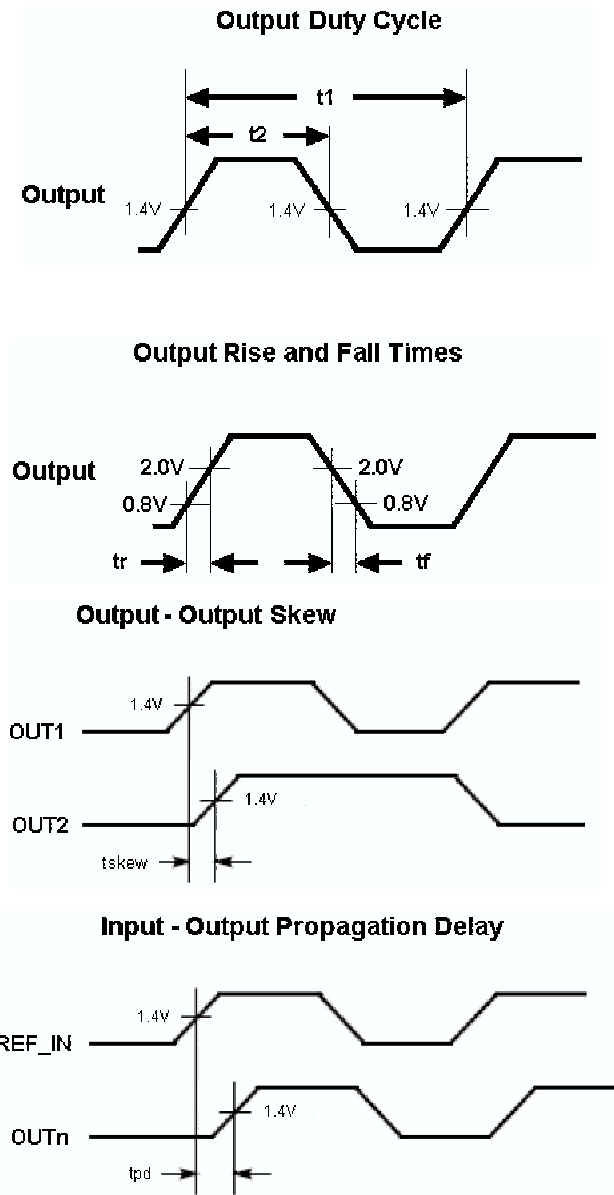 Output Duty Cycle
t1
t2
Output
1.4V 1.4V 1.4V
Output Rise and Fall Times
Output
2.0V 2.0V
0.8V 0.8V
tr tf
Output - Output Skew
1.4V
OUT1
1.4V
OUT2
tskew
Input - Output Propagation Delay
1.4V
REF_IN
1.4V
OUTn
tpd